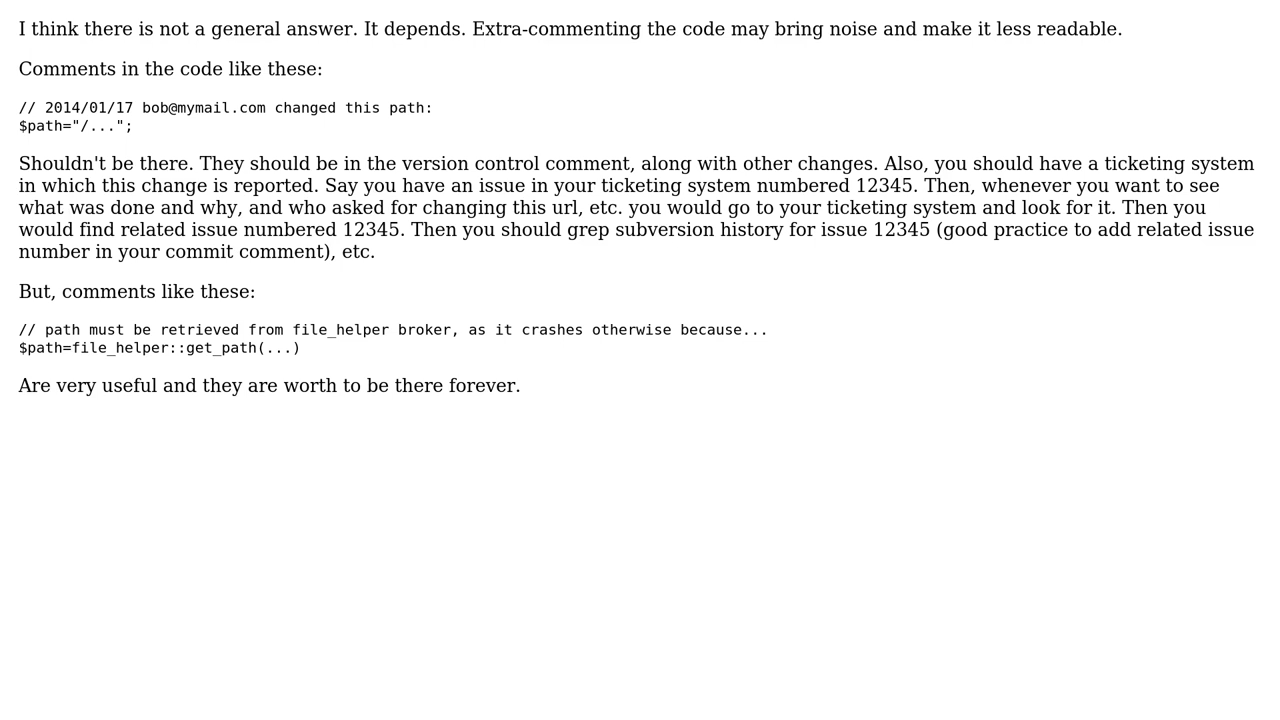 I think there is not a general answer. It depends. Extra-commenting the code may bring noise and make it less readable.
Comments in the code like these:
// 2014/01/17 bob@mymail.com changed this path:
$path="/...";
Shouldn't be there. They should be in the version control comment, along with other changes. Also, you should have a ticketing system
in which this change is reported. Say you have an issue in your ticketing system numbered 12345. Then, whenever you want to see
what was done and why, and who asked for changing this url, etc. you would go to your ticketing system and look for it. Then you
would find related issue numbered 12345. Then you should grep subversion history for issue 12345 (good practice to add related issue
number in your commit comment), etc.
But, comments like these:
// path must be retrieved from file_helper broker, as it crashes otherwise because...
$path=file_helper::get_path(...)
Are very useful and they are worth to be there forever.